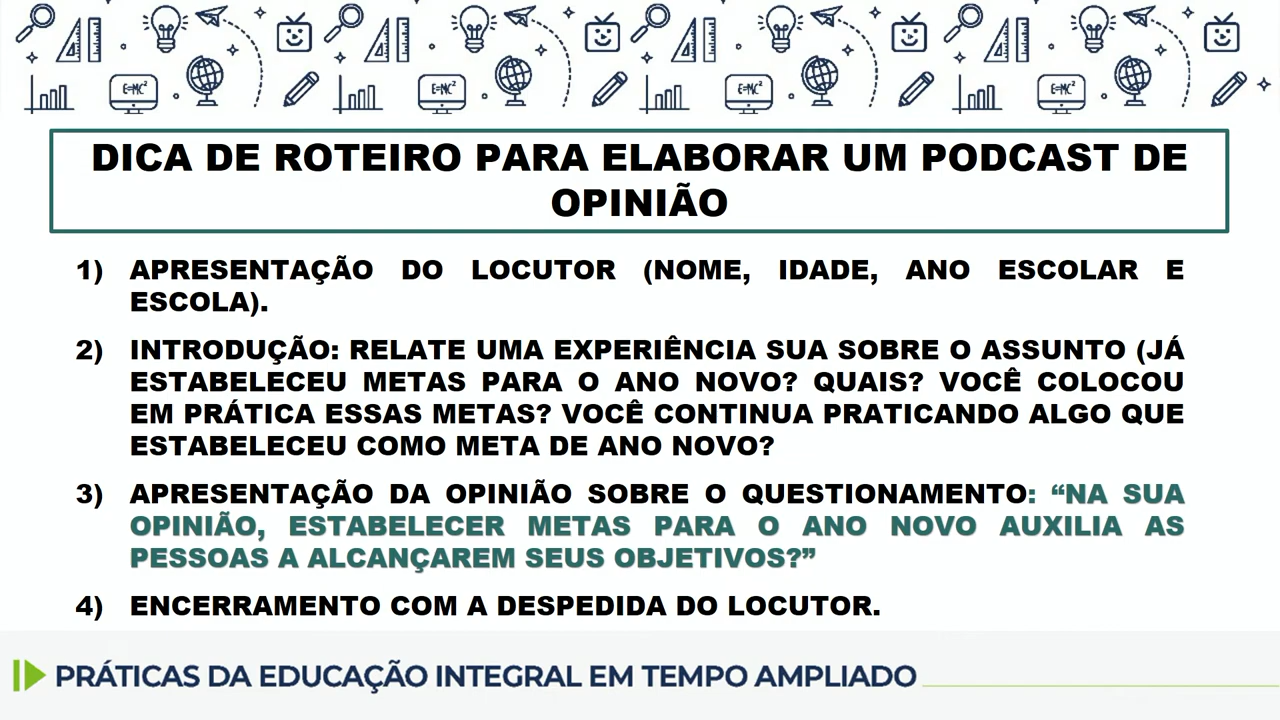 E=MC²
E=MC²
E=MC²
E=MC²
DICA DE ROTEIRO PARA ELABORAR UM PODCAST DE
OPINIÃO
1) APRESENTAÇÃO DO LOCUTOR (NOME, IDADE, ANO ESCOLAR E
ESCOLA).
2) INTRODUÇÃO: RELATE UMA EXPERIÊNCIA SUA SOBRE O ASSUNTO (JÁ
ESTABELECEU METAS PARA O ANO NOVO? QUAIS? VOCÊ COLOCOU
EM PRÁTICA ESSAS METAS? VOCÊ CONTINUA PRATICANDO ALGO QUE
ESTABELECEU COMO META DE ANO NOVO?
3) APRESENTAÇÃO DA OPINIÃO SOBRE O QUESTIONAMENTO: “NA SUA
OPINIÃO, ESTABELECER METAS PARA O ANO NOVO AUXILIA AS
PESSOAS A ALCANÇAREM SEUS OBJETIVOS?”
4) ENCERRAMENTO COM A DESPEDIDA DO LOCUTOR.
PRÁTICAS DA EDUCAÇÃO INTEGRAL EM TEMPO AMPLIADO